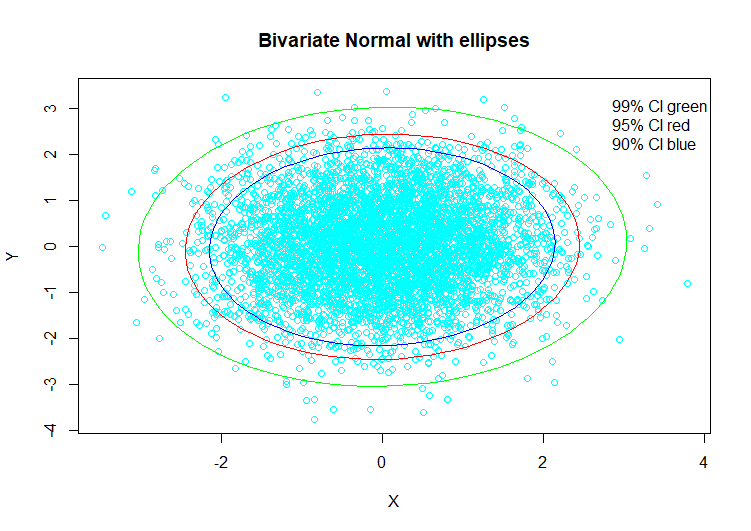 Bivariate Normal with ellipses
99% CI green
95% CI red
90% CI blue
3
2
1
0
-1
-2
-3
-4
Y
-2 0 2 4
X